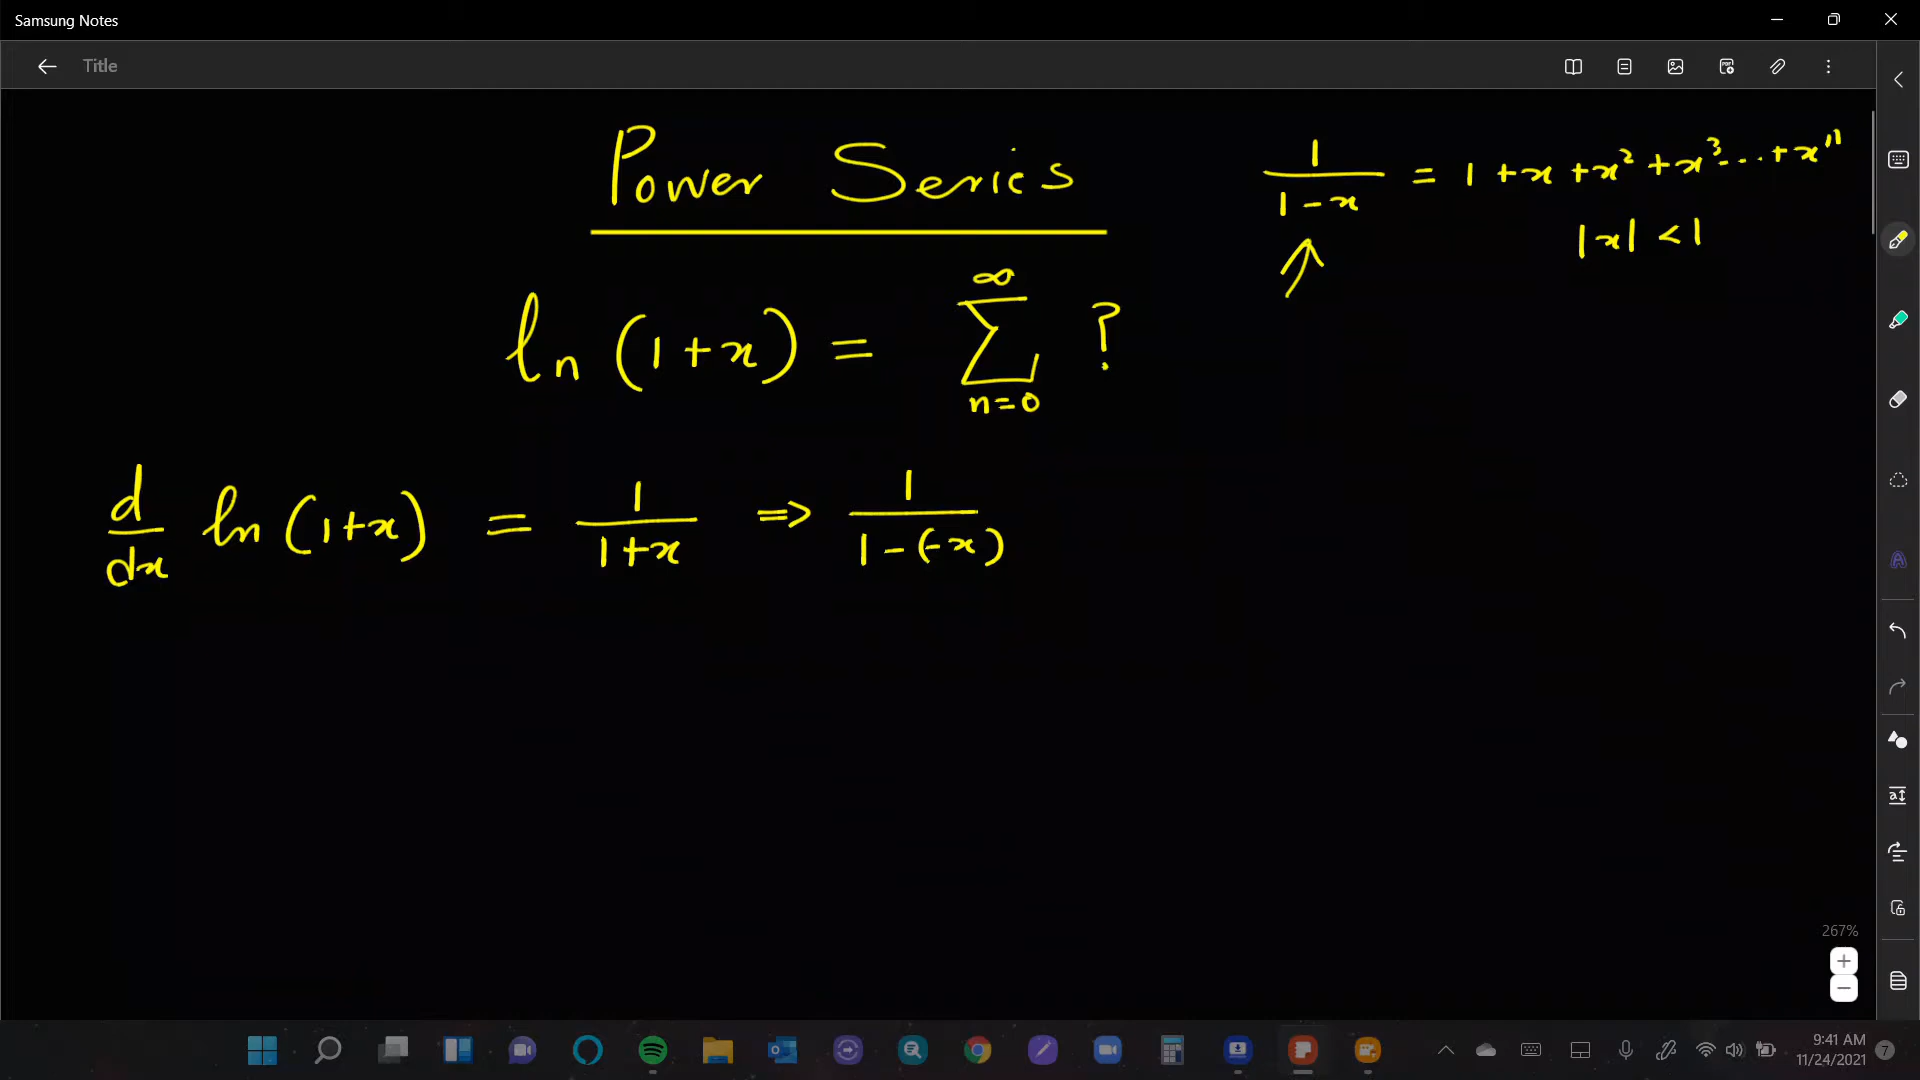 Samsung Notes
Title
Power Series
1/(1-x) = 1 + x + x² + x³ ... + xⁿ
|x| < 1
ln (1+x) = ∑_{n=0}^{∞} ?
d/dx ln (1+x) = 1/(1+x) ⇒ 1/(1-(-x))
267%
9:41 AM
11/24/2021
7